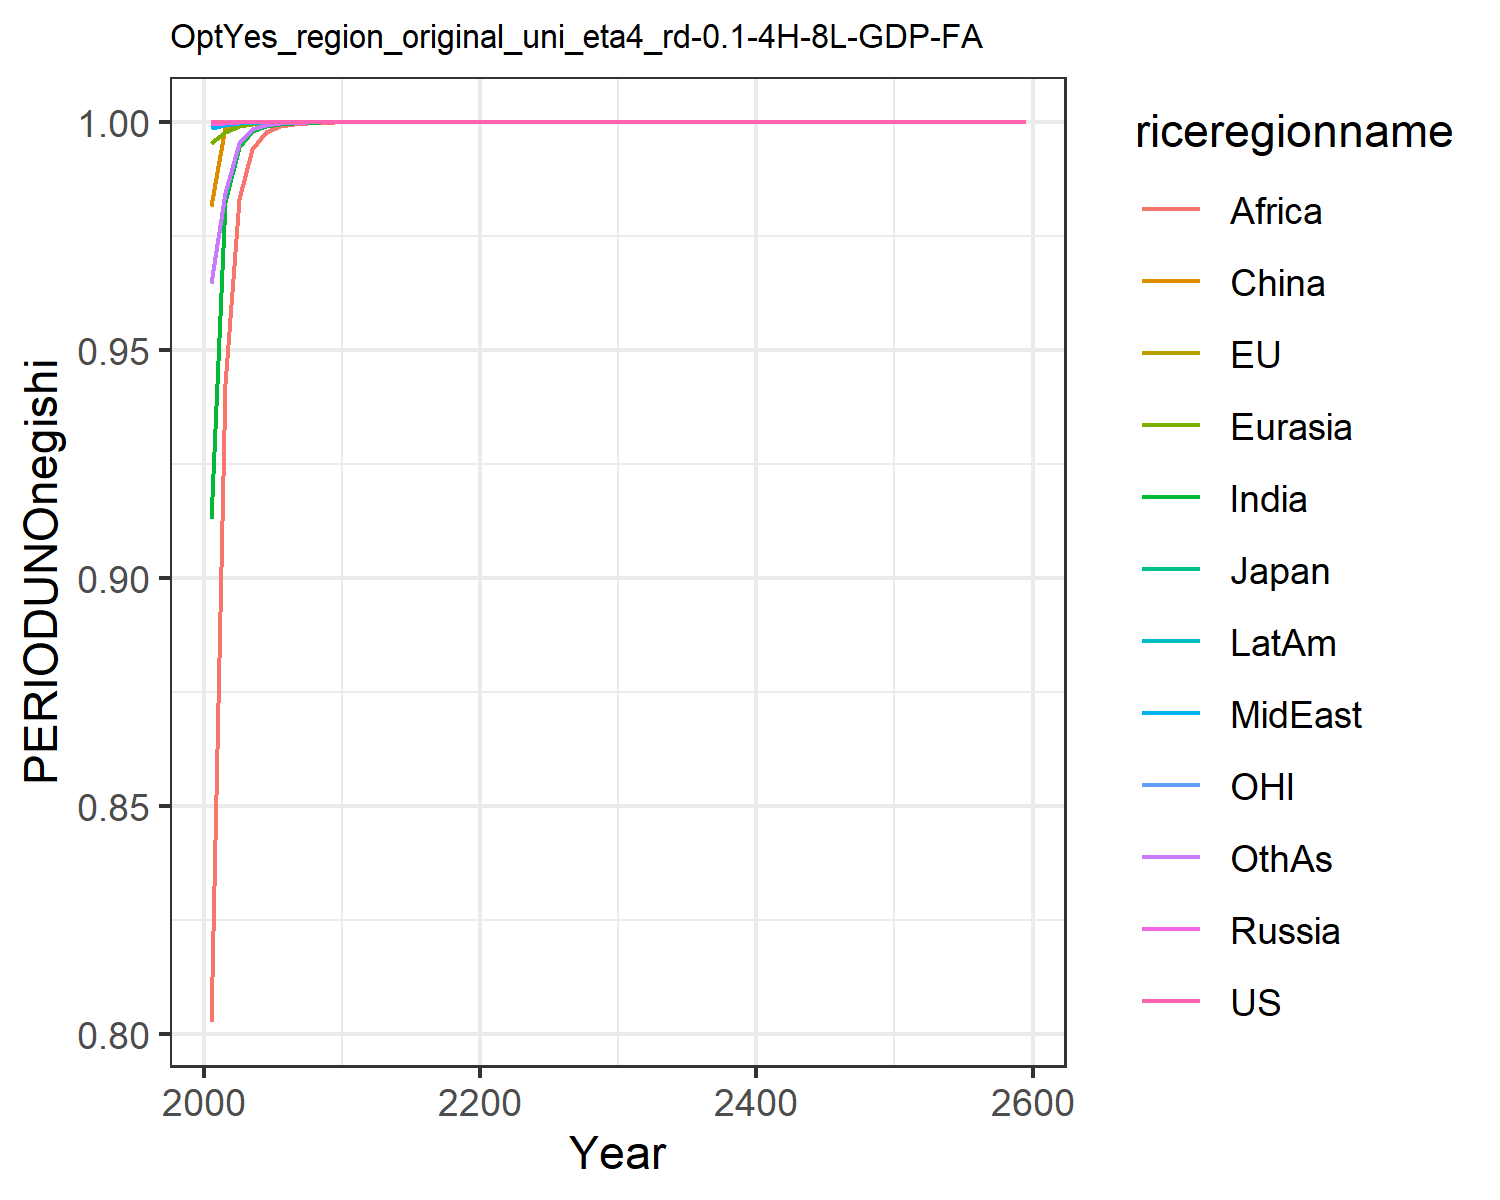 OptYes_region_original_uni_eta4_rd-0.1-4H-8L-GDP-FA
PERIODUNOnegishi
1.00
0.95
0.90
0.85
0.80
2000 2200 2400 2600
Year
riceregionname
Africa
China
EU
Eurasia
India
Japan
LatAm
MidEast
OHI
OthAs
Russia
US